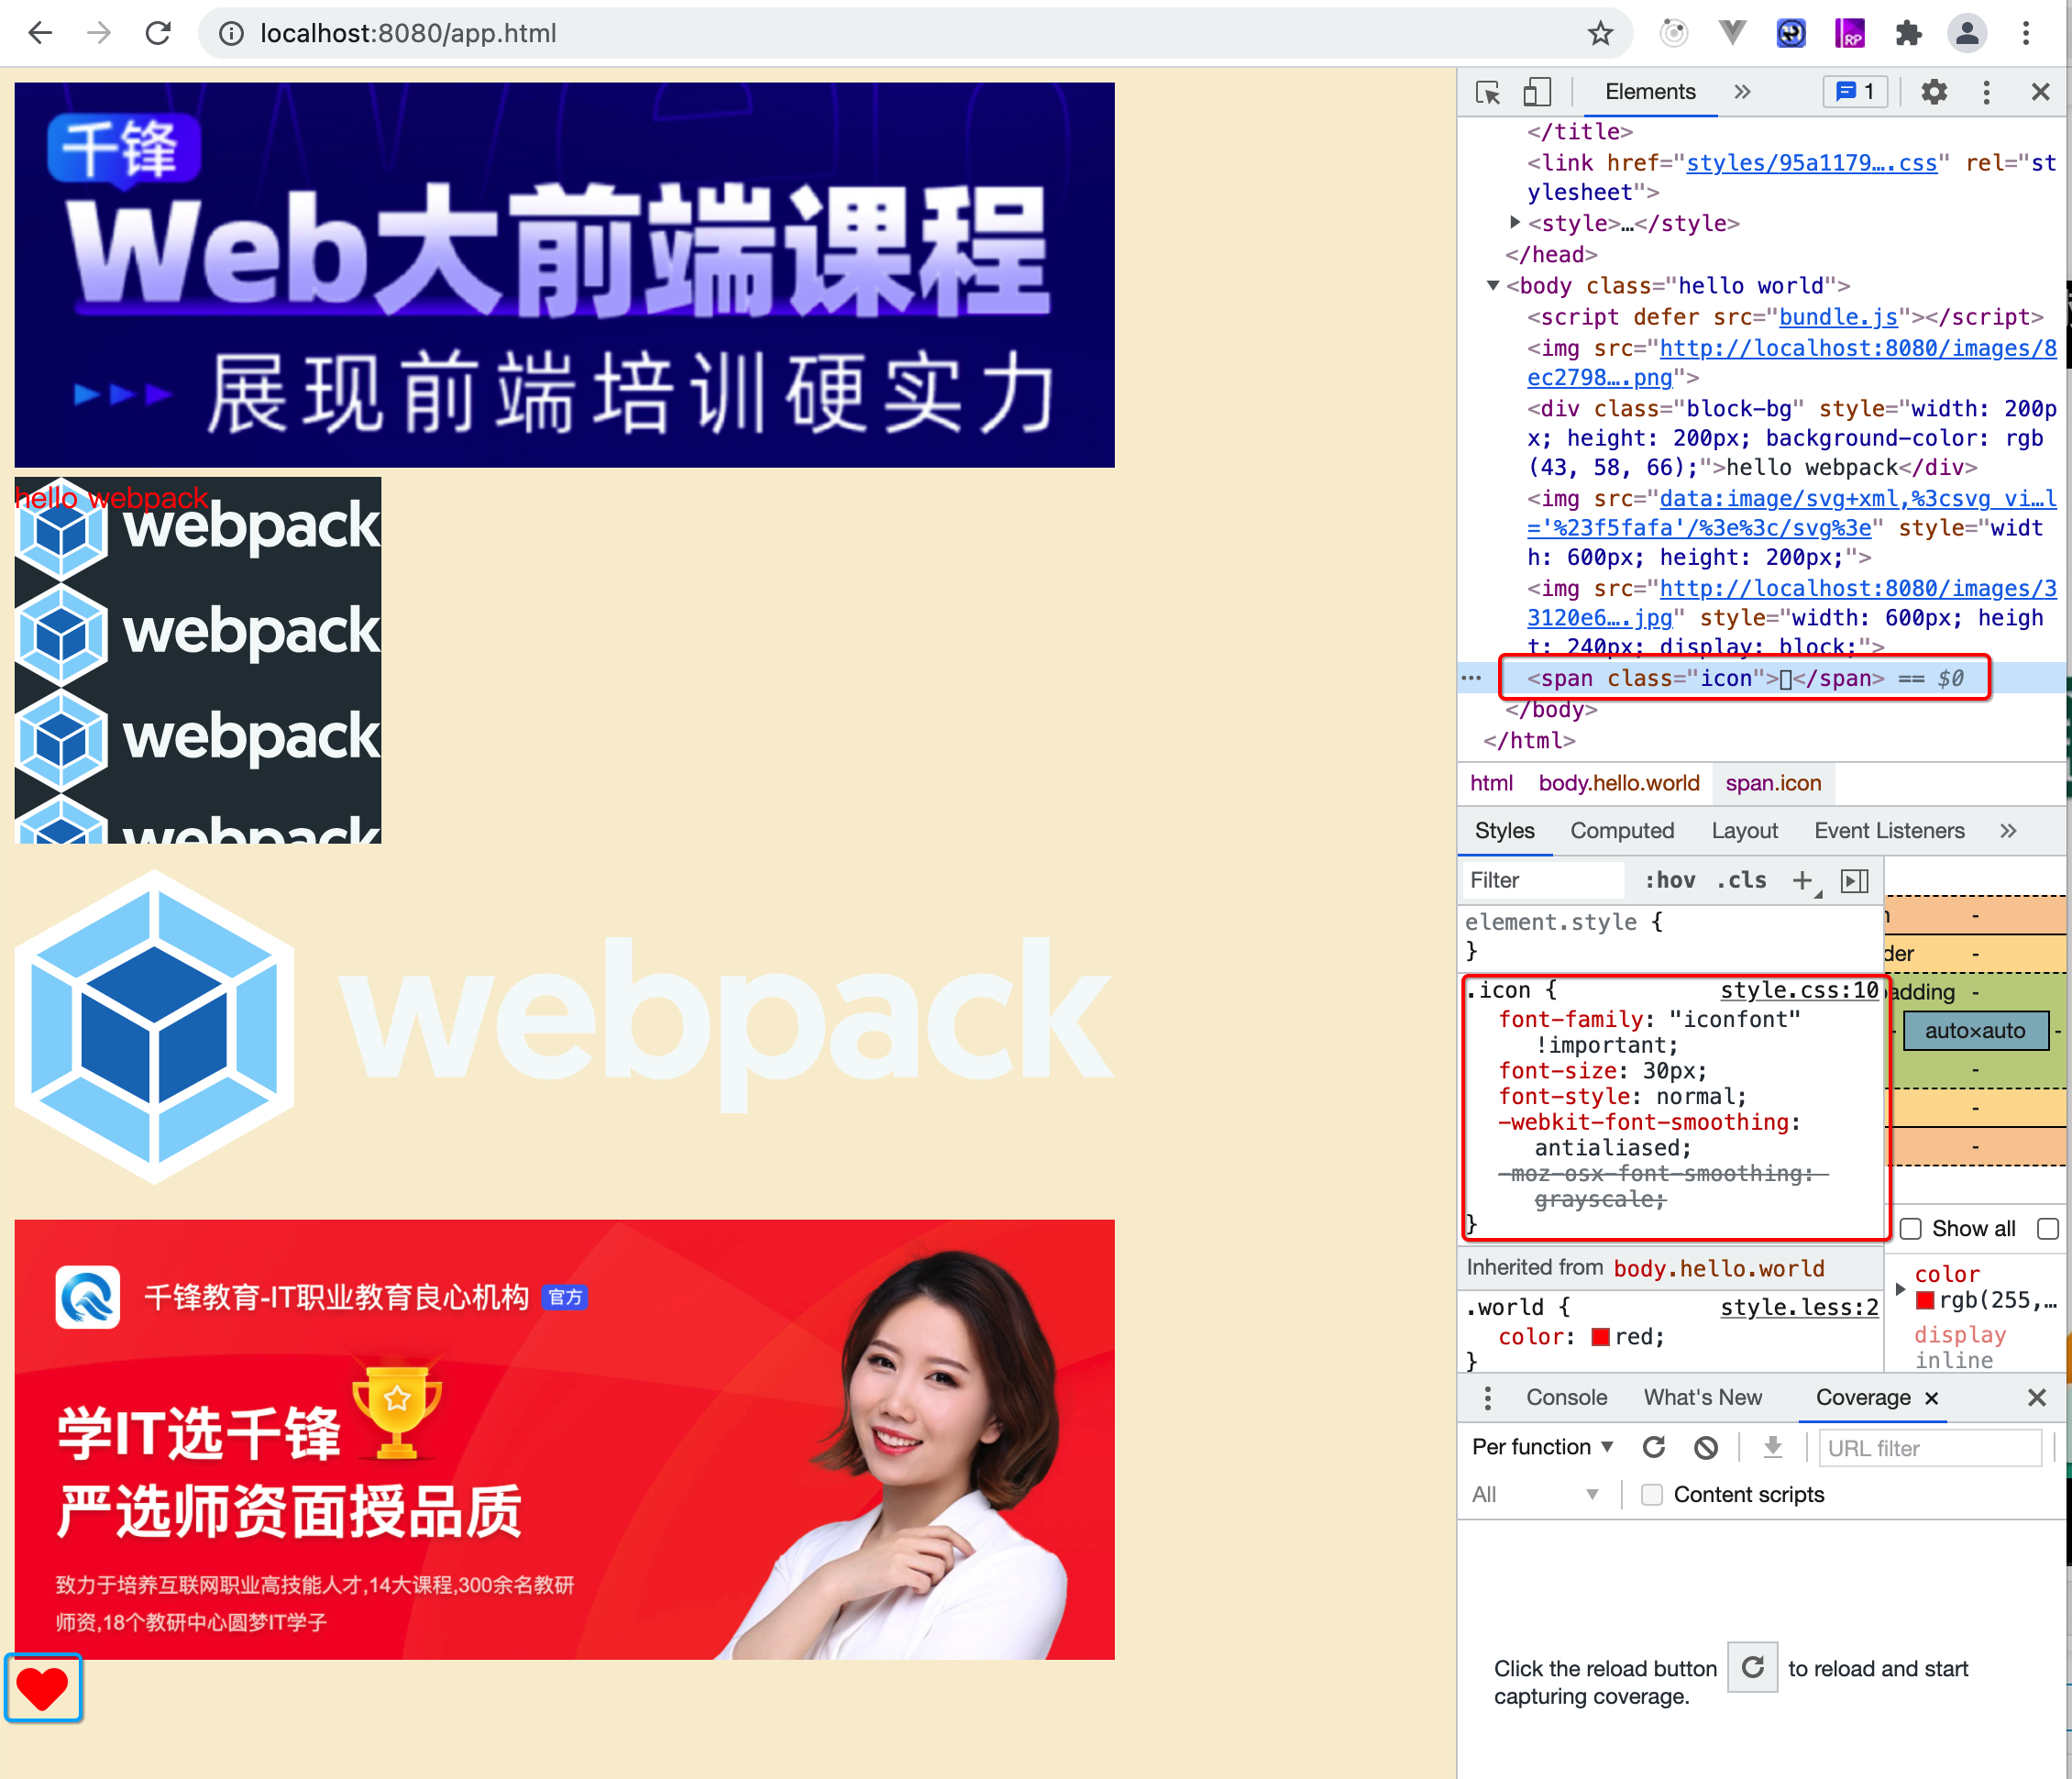 localhost:8080/app.html
千锋
Web大前端课程
展现前端培训硬实力
hello webpack
webpack
webpack
webpack
webpack
webpack
千锋教育-IT职业教育良心机构 官方
学IT选千锋
严选师资面授品质
致力于培养互联网职业高技能人才,14大课程,300余名教研
师资,18个教研中心圆梦IT学子
Elements » 1
</title>
<link href="styles/95a1179….css" rel="st
ylesheet">
<style>…</style>
</head>
<body class="hello world">
<script defer src="bundle.js"></script>
<img src="http://localhost:8080/images/8
ec2798….png">
<div class="block-bg" style="width: 200p
x; height: 200px; background-color: rgb
(43, 58, 66);">hello webpack</div>
<img src="data:image/svg+xml,%3csvg vi…l
='%23f5fafa'/%3e%3c/svg%3e" style="widt
h: 600px; height: 200px;">
<img src="http://localhost:8080/images/3
3120e6….jpg" style="width: 600px; heigh
t: 240px; display: block;">
<span class="icon"></span> == $0
</body>
</html>
html body.hello.world span.icon
Styles Computed Layout Event Listeners »
Filter :hov .cls +
element.style {
}
.icon { style.css:10
font-family: "iconfont"
!important;
font-size: 30px;
font-style: normal;
-webkit-font-smoothing:
antialiased;
-moz-osx-font-smoothing:
grayscale;
}
Inherited from body.hello.world
.world { style.less:2
color: red;
}
-
der -
padding -
- auto×auto -
-
-
-
Show all
color
rgb(255,…
display
inline
Console What's New Coverage ×
Per function URL filter
All Content scripts
Click the reload button to reload and start
capturing coverage.